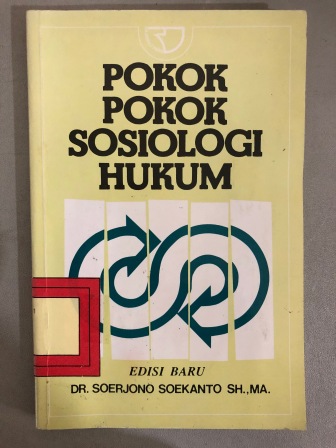 POKOK
POKOK
SOSIOLOGI
HUKUM
EDISI BARU
DR. SOERJONO SOEKANTO SH.,MA.